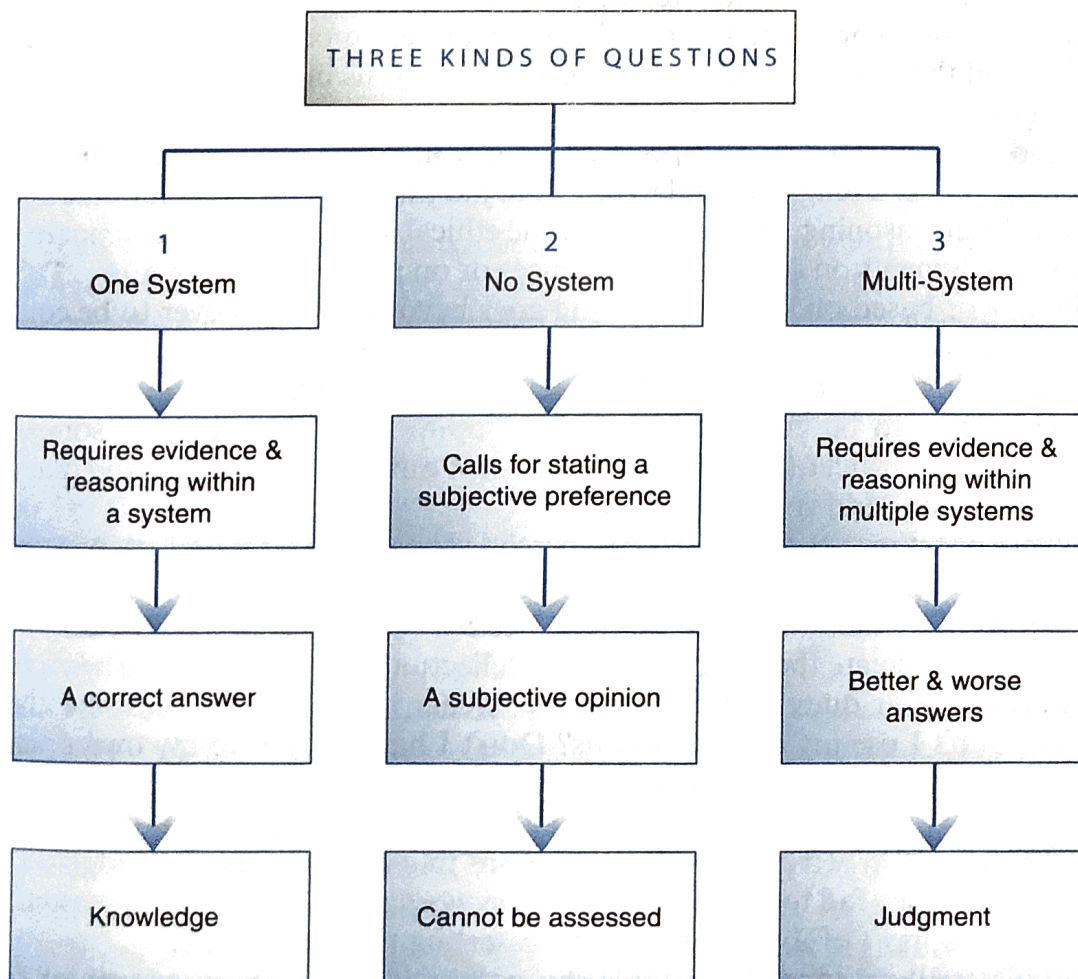 THREE KINDS OF QUESTIONS
1
One System
2
No System
3
Multi-System
Requires evidence &
reasoning within
a system
Calls for stating a
subjective preference
Requires evidence &
reasoning within
multiple systems
A correct answer
A subjective opinion
Better & worse
answers
Knowledge
Cannot be assessed
Judgment